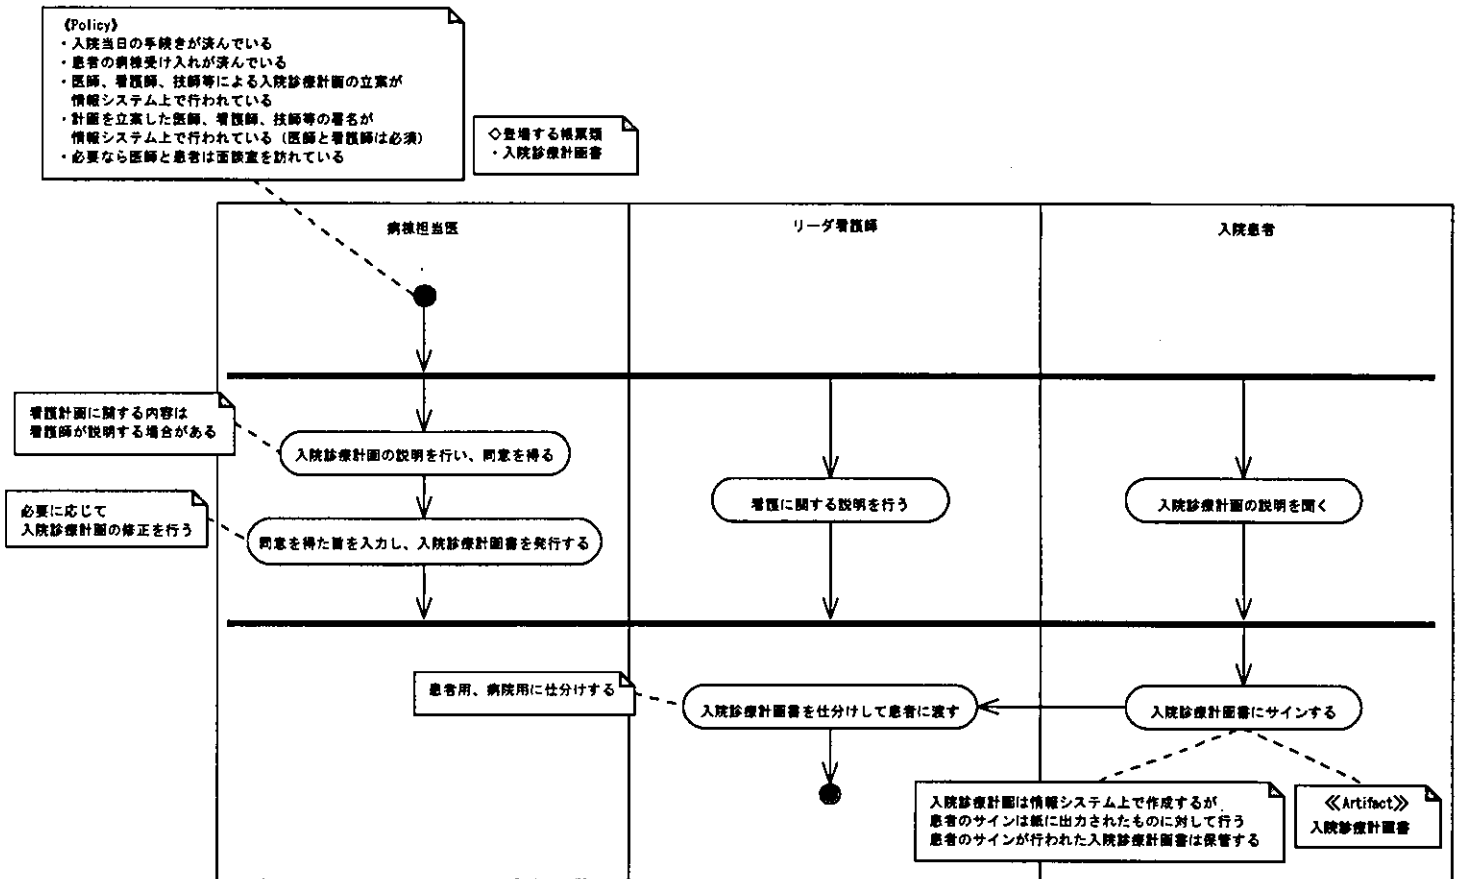 《Policy》
・入院当日の手続きが済んでいる
・患者の病棟受け入れが済んでいる
・医師、看護師、技師等による入院診療計画の立案が
情報システム上で行われている
・計画を立案した医師、看護師、技師等の署名が
情報システム上で行われている(医師と看護師は必須)
・必要なら医師と患者は面談室を訪れている
◇登場する帳票類
・入院診療計画書
病棟担当医
リーダ看護師
入院患者
看護計画に関する内容は
看護師が説明する場合がある
入院診療計画の説明を行い、同意を得る
必要に応じて
入院診療計画の修正を行う
同意を得た旨を入力し、入院診療計画書を発行する
看護に関する説明を行う
入院診療計画の説明を聞く
患者用、病院用に仕分けする
入院診療計画書を仕分けして患者に渡す
入院診療計画書にサインする
入院診療計画は情報システム上で作成するが
患者のサインは紙に出力されたものに対して行う
患者のサインが行われた入院診療計画書は保管する
≪Artifact≫
入院診療計画書